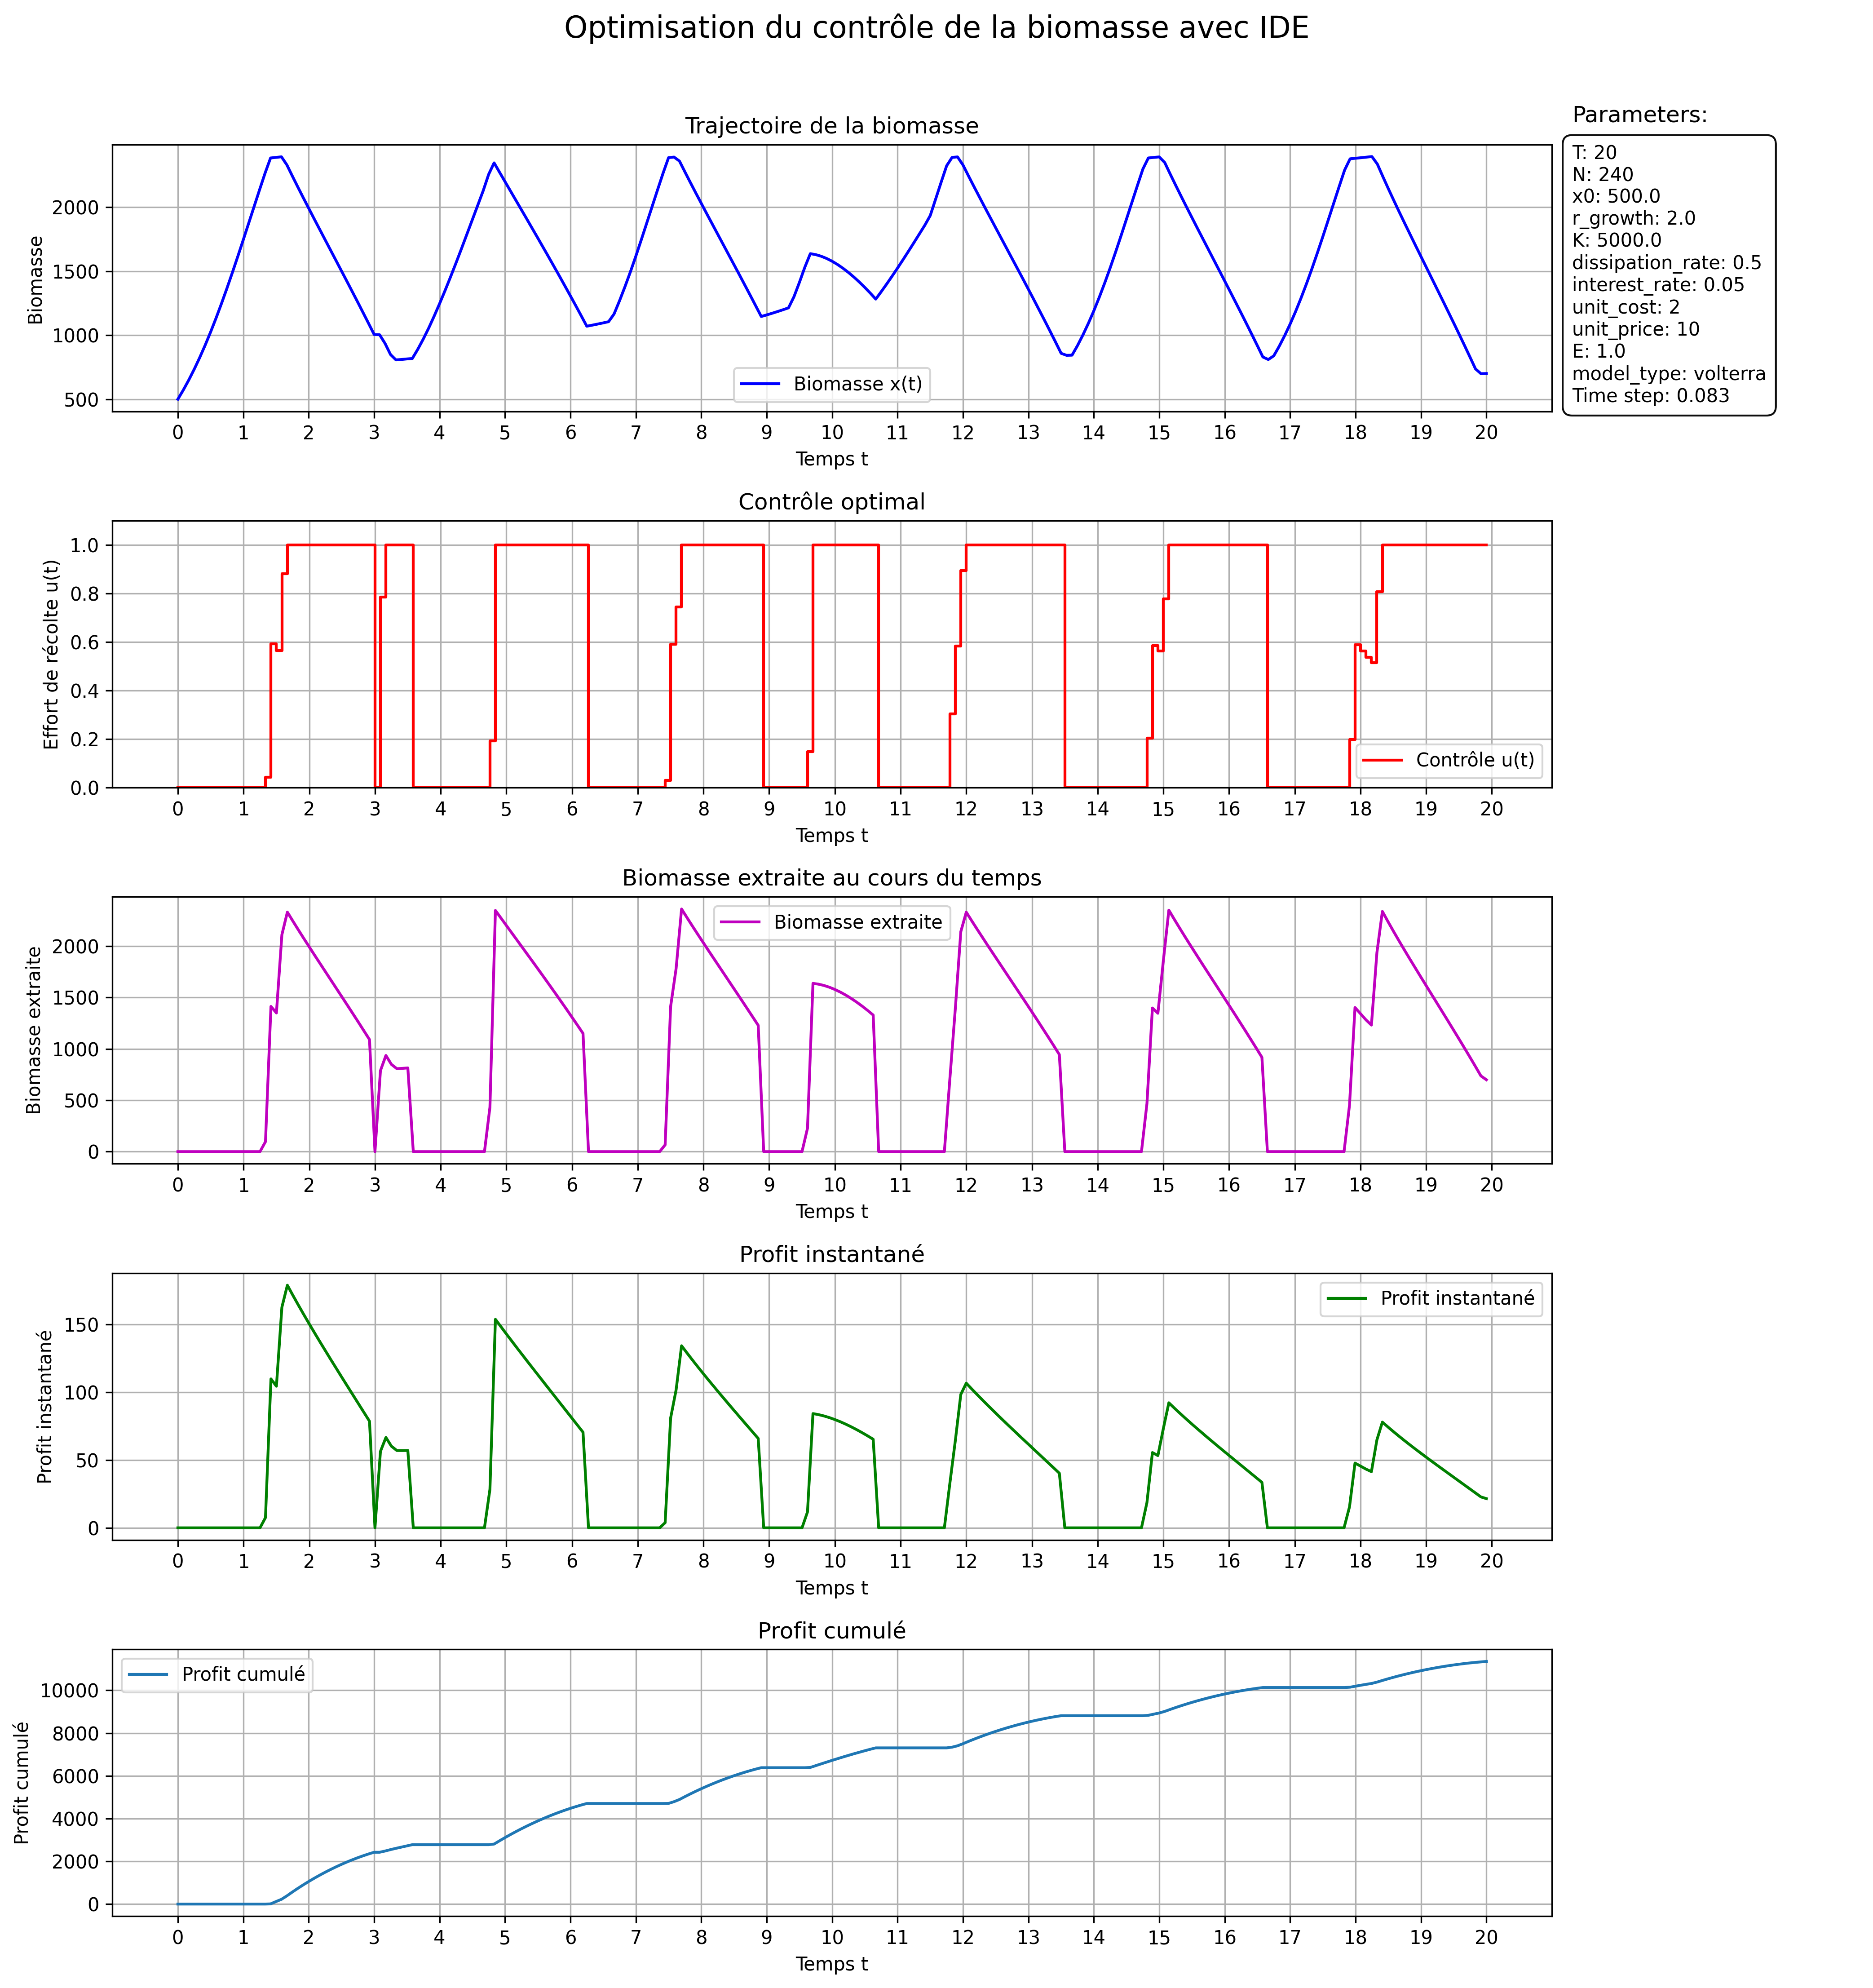 Optimisation du contrôle de la biomasse avec IDE
Trajectoire de la biomasse
Parameters:
T: 20
N: 240
x0: 500.0
r_growth: 2.0
K: 5000.0
dissipation_rate: 0.5
interest_rate: 0.05
unit_cost: 2
unit_price: 10
E: 1.0
model_type: volterra
Time step: 0.083
Biomasse
2000
1500
1000
500
Biomasse x(t)
0 1 2 3 4 5 6 7 8 9 10 11 12 13 14 15 16 17 18 19 20
Temps t
Contrôle optimal
Effort de récolte u(t)
1.0
0.8
0.6
0.4
0.2
0.0
Contrôle u(t)
0 1 2 3 4 5 6 7 8 9 10 11 12 13 14 15 16 17 18 19 20
Temps t
Biomasse extraite au cours du temps
Biomasse extraite
2000
1500
1000
500
0
Biomasse extraite
0 1 2 3 4 5 6 7 8 9 10 11 12 13 14 15 16 17 18 19 20
Temps t
Profit instantané
Profit instantané
150
100
50
0
Profit instantané
0 1 2 3 4 5 6 7 8 9 10 11 12 13 14 15 16 17 18 19 20
Temps t
Profit cumulé
Profit cumulé
10000
8000
6000
4000
2000
0
Profit cumulé
0 1 2 3 4 5 6 7 8 9 10 11 12 13 14 15 16 17 18 19 20
Temps t